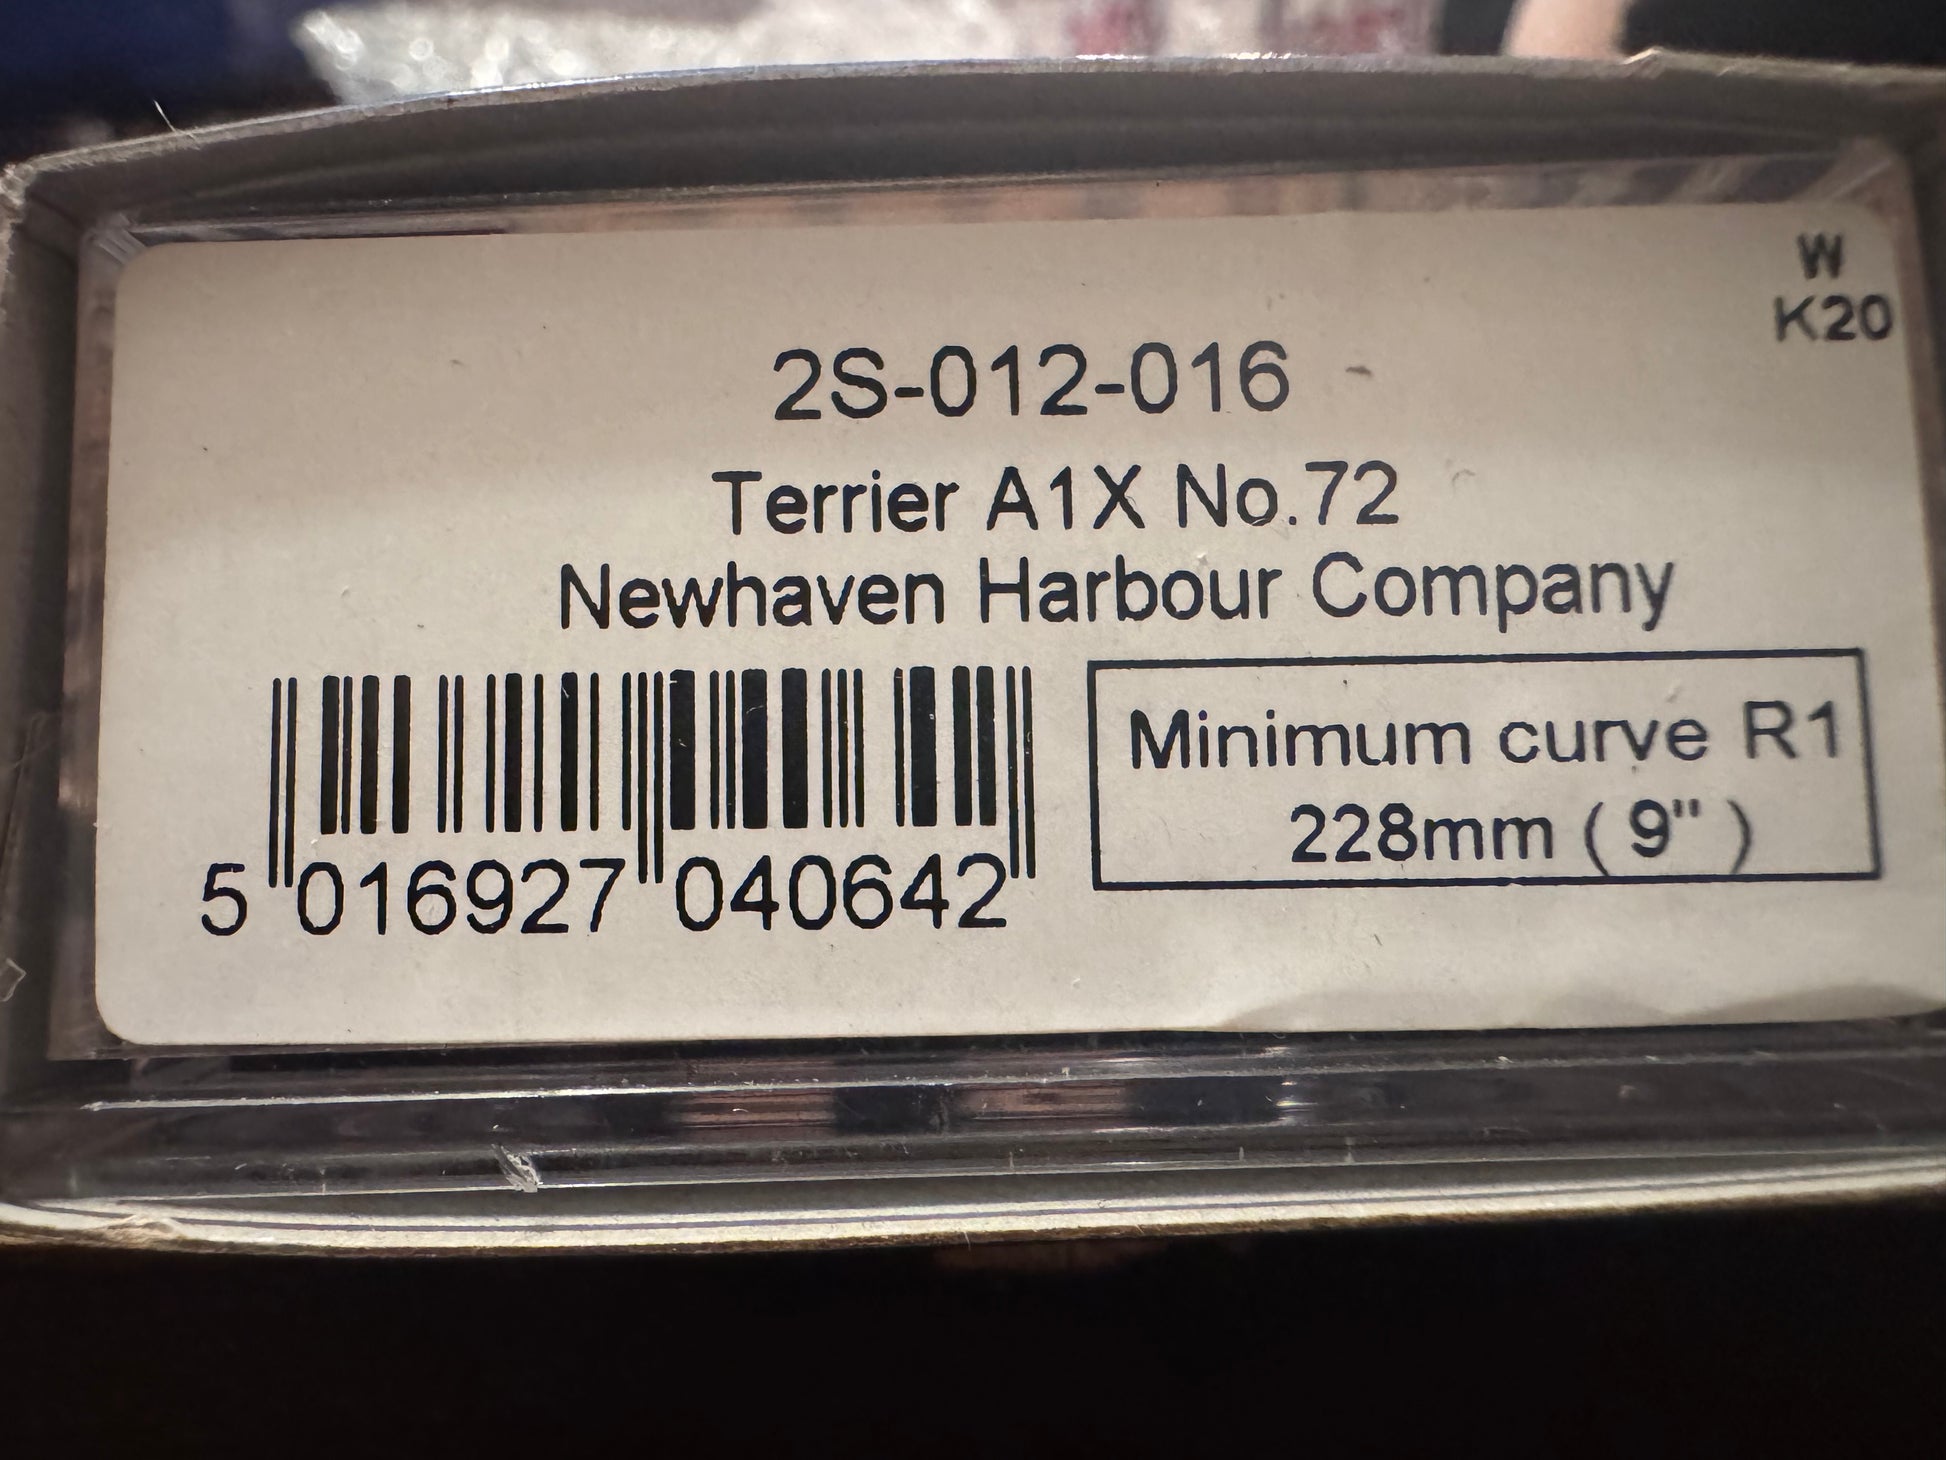 W
K20
2S-012-016
Terrier A1X No.72
Newhaven Harbour Company
Minimum curve R1
228mm ( 9" )
5 016927 040642